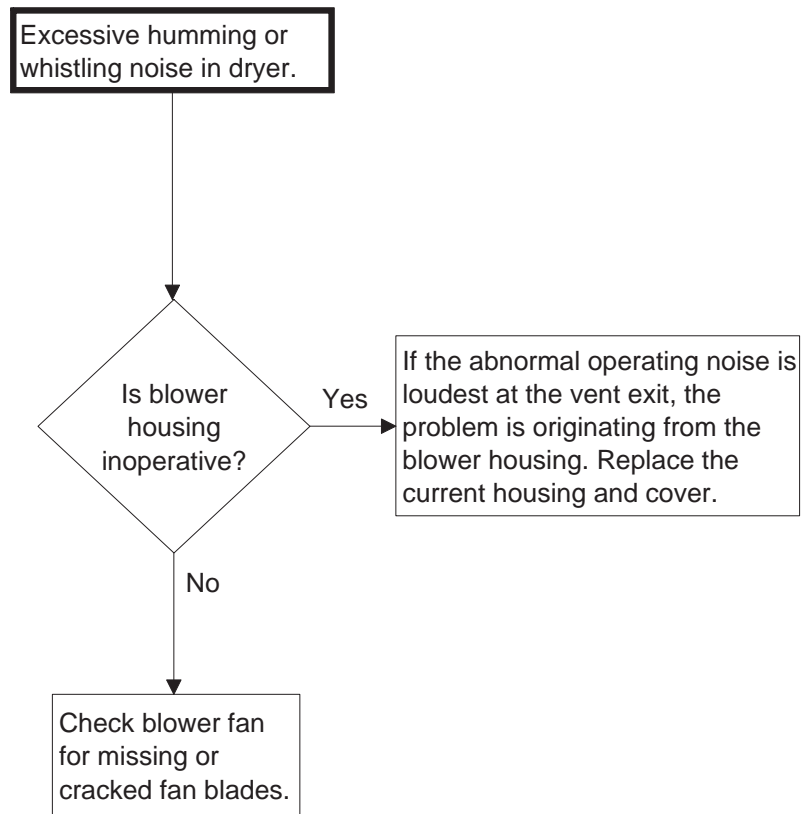 Excessive humming or
whistling noise in dryer.
Is blower
housing
inoperative?
Yes
If the abnormal operating noise is
loudest at the vent exit, the
problem is originating from the
blower housing. Replace the
current housing and cover.
No
Check blower fan
for missing or
cracked fan blades.